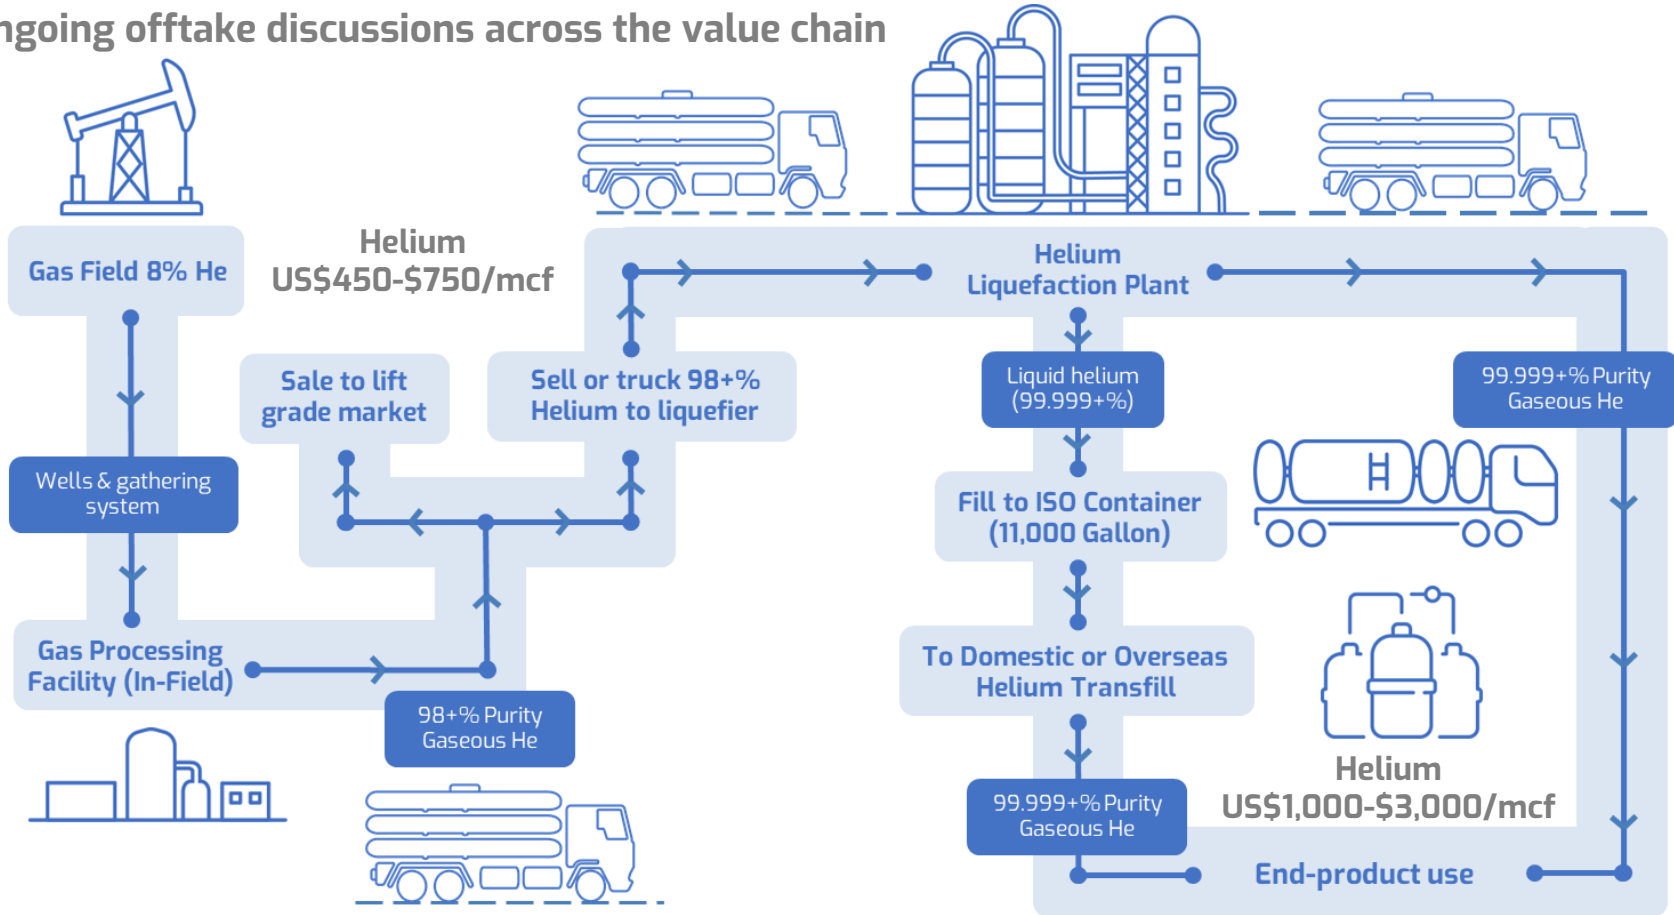 ngoing offtake discussions across the value chain
Gas Field 8% He
Helium
US$450-$750/mcf
Wells & gathering
system
Gas Processing
Facility (In-Field)
98+% Purity
Gaseous He
Sale to lift
grade market
Sell or truck 98+%
Helium to liquefier
Helium
Liquefaction Plant
Liquid helium
(99.999+%)
Fill to ISO Container
(11,000 Gallon)
To Domestic or Overseas
Helium Transfill
99.999+% Purity
Gaseous He
99.999+% Purity
Gaseous He
H
Helium
US$1,000-$3,000/mcf
End-product use